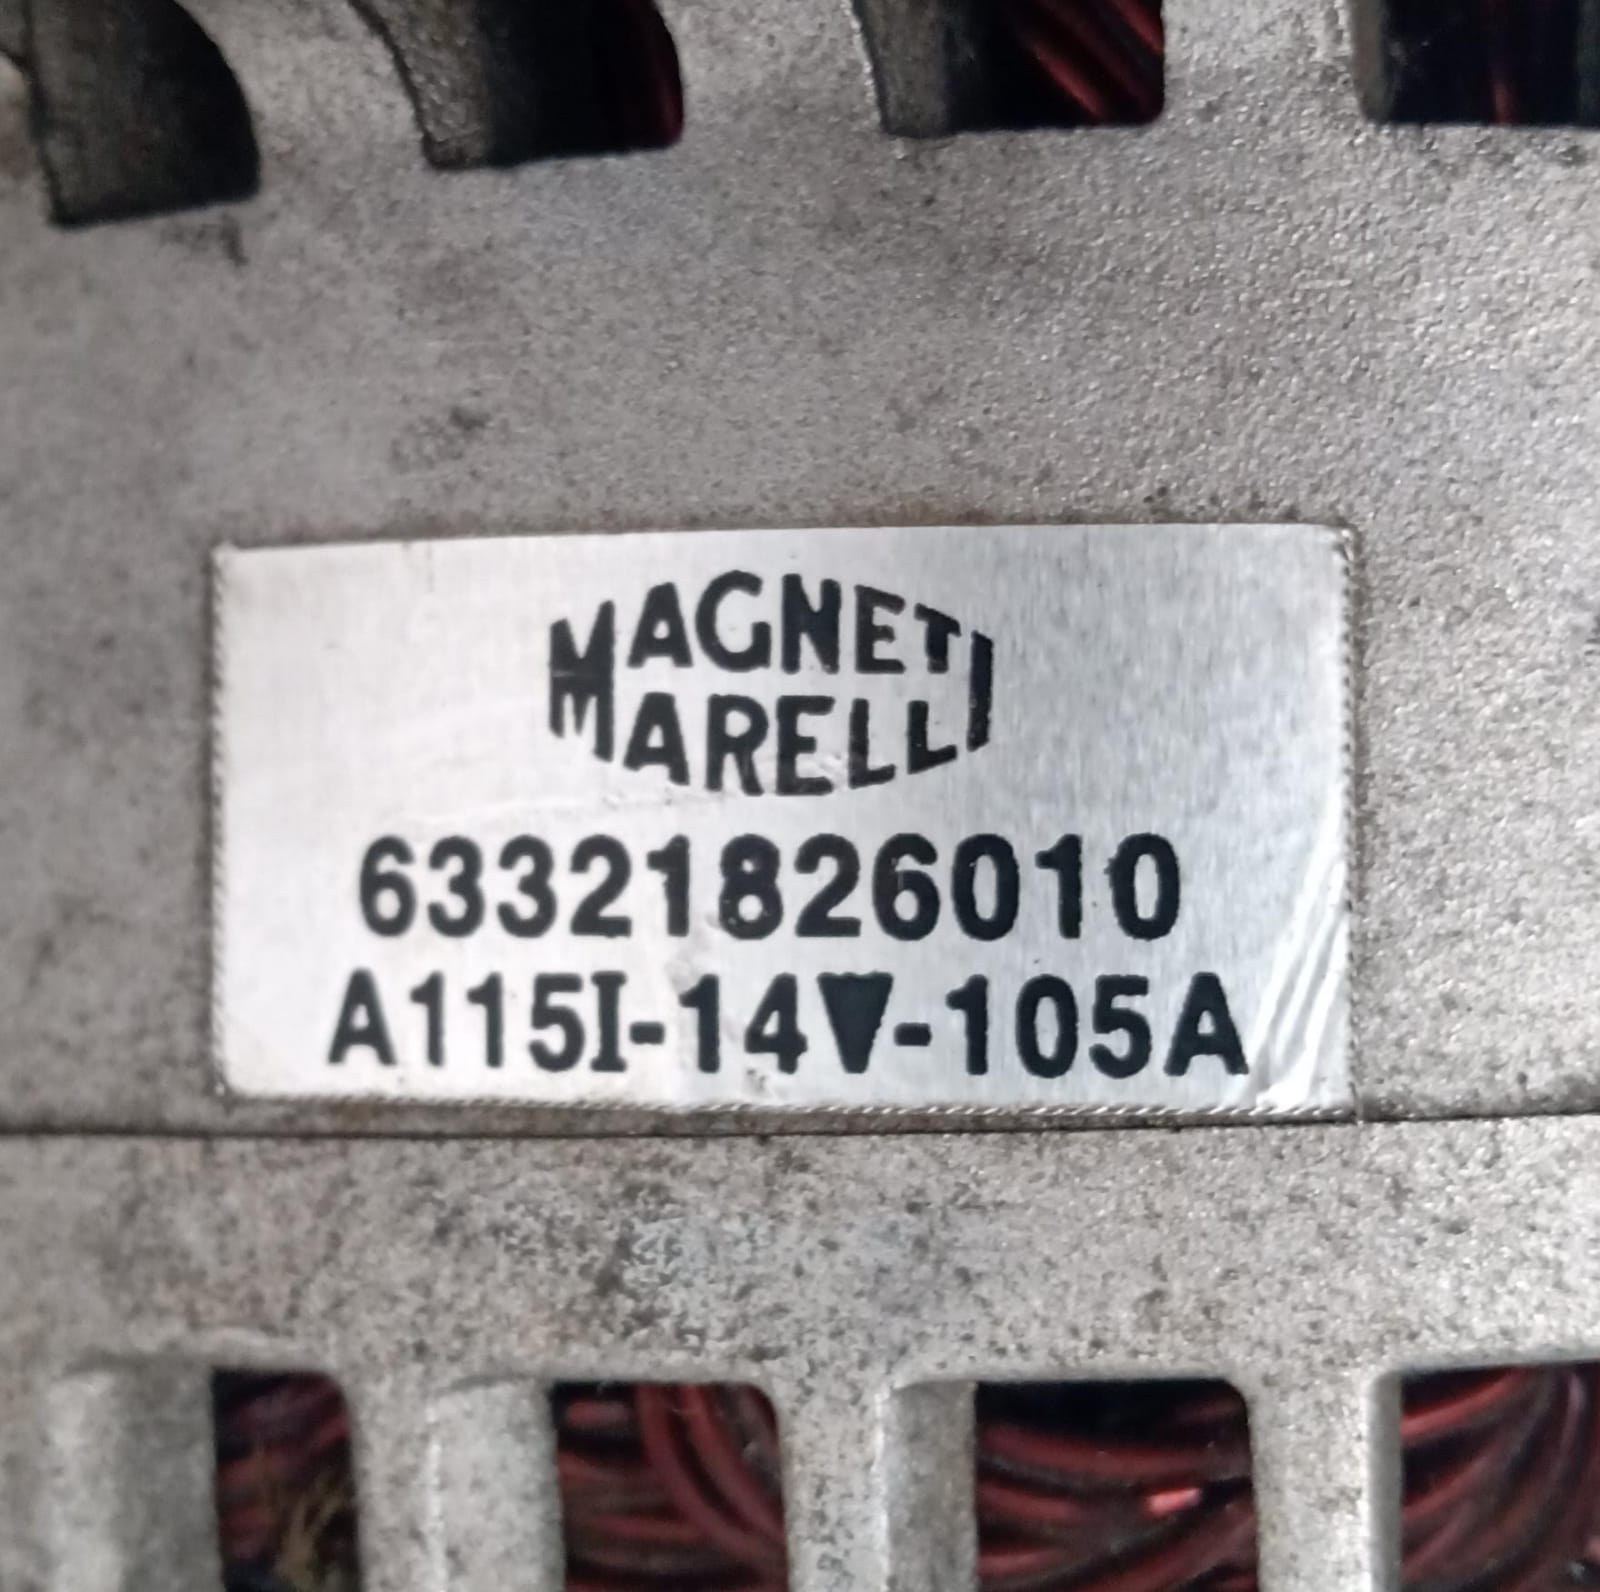 MAGNETI
MARELLI
63321826010
A115I-14V-105A